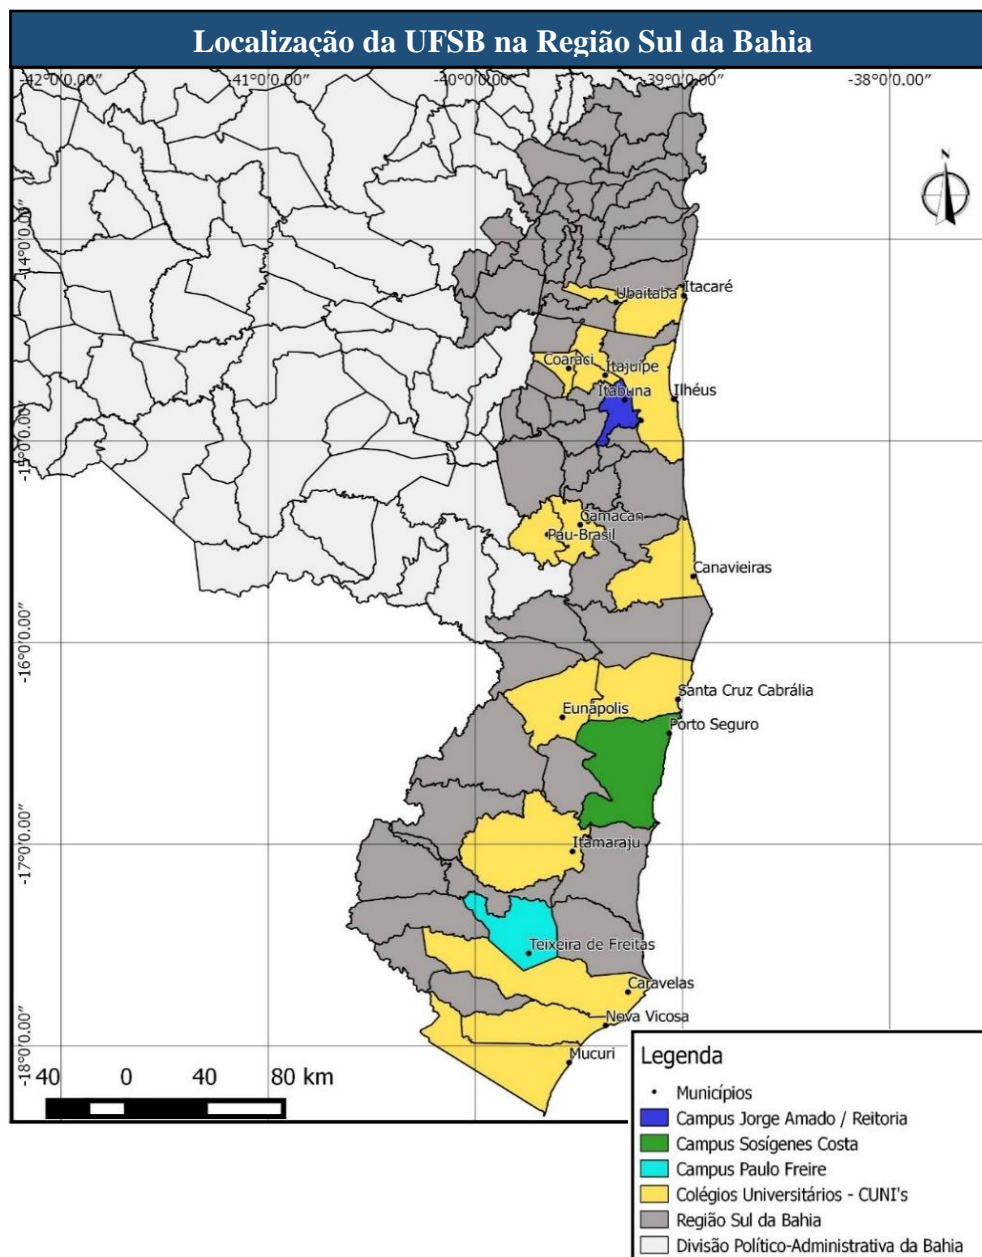 Localização da UFSB na Região Sul da Bahia
-42°0'0.00"
-41°0'0.00"
-40°0'0.00"
-39°0'0.00"
-38°0'0.00"
N
-14°0'0.00"
Itacaré
Ubaitaba
Coaraci
Itajuípe
Itabuna
Ilhéus
-15°0'0.00"
Camacan
Pau-Brasil
Canavieiras
-16°0'0.00"
Santa Cruz Cabrália
Eunápolis
Porto Seguro
-17°0'0.00"
Itamaraju
Teixeira de Freitas
Caravelas
Nova Vicosa
-18°0'0.00"
Mucuri
40 0 40 80 km
Legenda
Municípios
Campus Jorge Amado / Reitoria
Campus Sosígenes Costa
Campus Paulo Freire
Colégios Universitários - CUNI's
Região Sul da Bahia
Divisão Político-Administrativa da Bahia